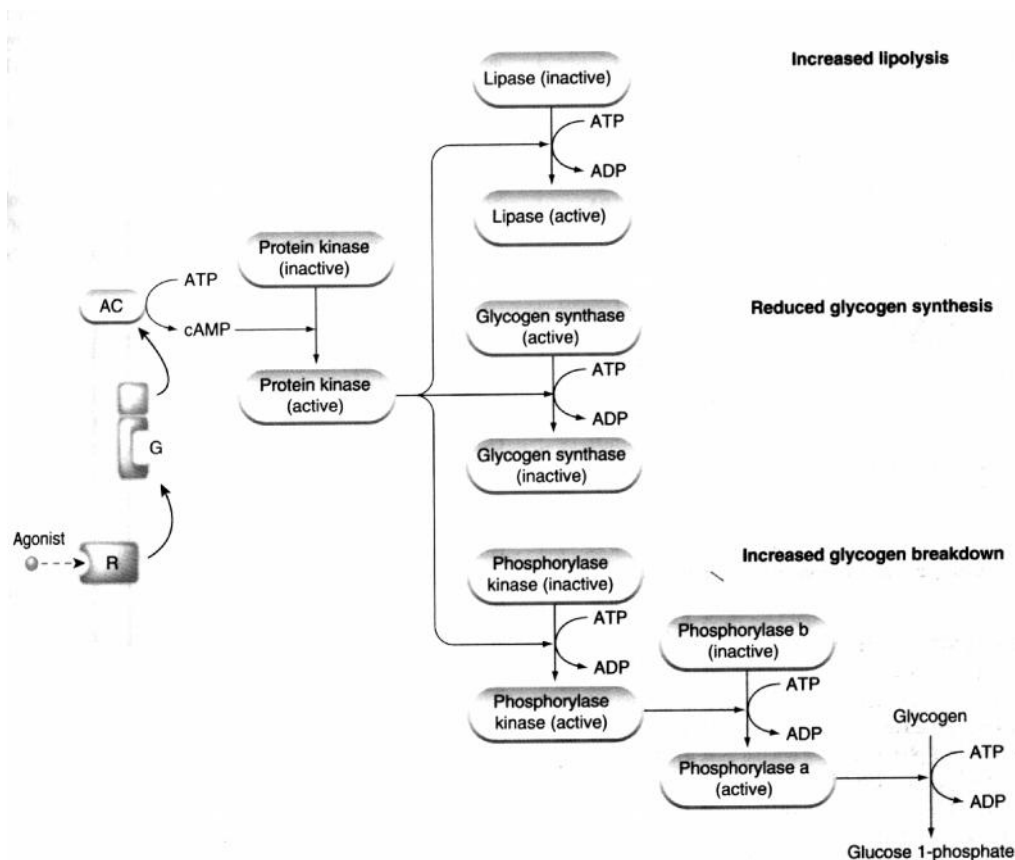 Increased lipolysis
Lipase (inactive)
ATP
ADP
Lipase (active)
Protein kinase
(inactive)
ATP
AC
cAMP
Reduced glycogen synthesis
Glycogen synthase
(active)
ATP
ADP
Protein kinase
(active)
Glycogen synthase
(inactive)
G
Agonist
R
Increased glycogen breakdown
Phosphorylase
kinase (inactive)
ATP
ADP
Phosphorylase b
(inactive)
Phosphorylase
kinase (active)
ATP
ADP
Glycogen
Phosphorylase a
(active)
ATP
ADP
Glucose 1-phosphate